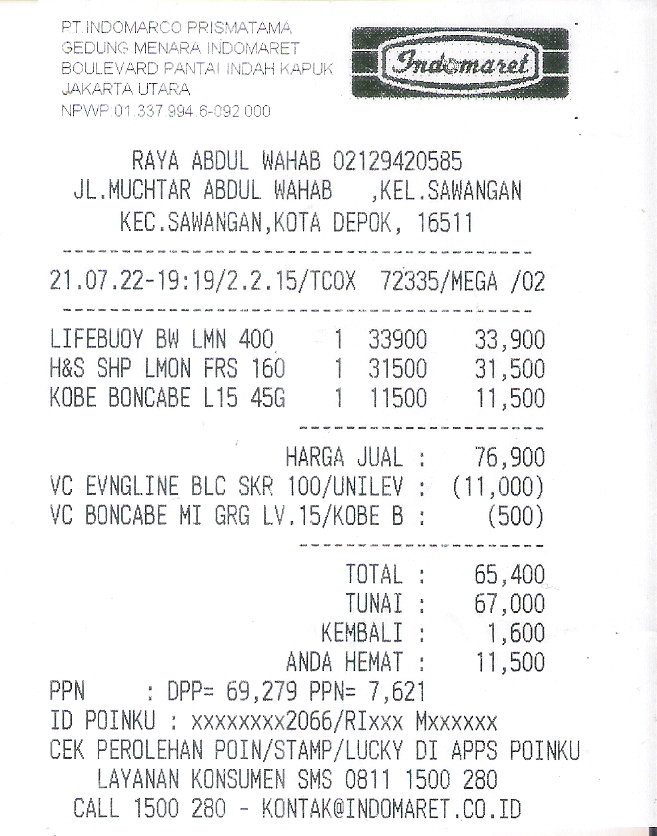 PT.INDOMARCO PRISMATAMA
GEDUNG MENARA INDOMARET
BOULEVARD PANTAI INDAH KAPUK
JAKARTA UTARA
NPWP:01.337.994.6-092.000
Indomaret
RAYA ABDUL WAHAB 02129420585
JL.MUCHTAR ABDUL WAHAB ,KEL.SAWANGAN
KEC.SAWANGAN,KOTA DEPOK, 16511
21.07.22-19:19/2.2.15/TCOX 72335/MEGA /02
LIFEBUOY BW LMN 400 1 33900 33,900
H&S SHP LMON FRS 160 1 31500 31,500
KOBE BONCABE L15 45G 1 11500 11,500
HARGA JUAL : 76,900
VC EVNGLINE BLC SKR 100/UNILEV : (11,000)
VC BONCABE MI GRG LV.15/KOBE B : (500)
TOTAL : 65,400
TUNAI : 67,000
KEMBALI : 1,600
ANDA HEMAT : 11,500
PPN : DPP= 69,279 PPN= 7,621
ID POINKU : xxxxxxxx2066/RIxxx Mxxxxxx
CEK PEROLEHAN POIN/STAMP/LUCKY DI APPS POINKU
LAYANAN KONSUMEN SMS 0811 1500 280
CALL 1500 280 - KONTAK@INDOMARET.CO.ID